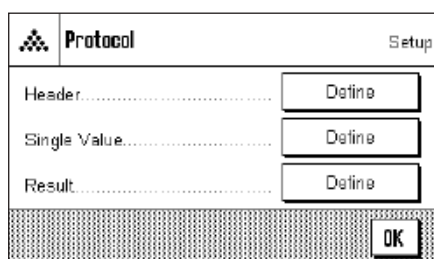 Protocol Setup
Header.............................. Define
Single Value........................ Define
Result.............................. Define
OK